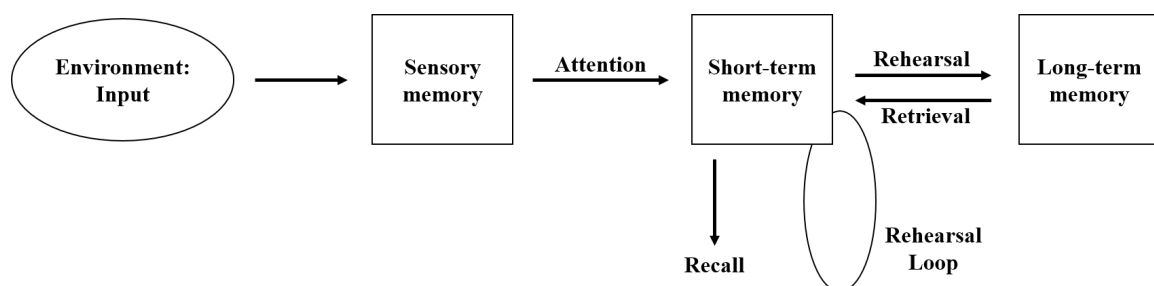 Environment:
Input
Sensory
memory
Attention
Short-term
memory
Rehearsal
Retrieval
Long-term
memory
Recall
Rehearsal
Loop